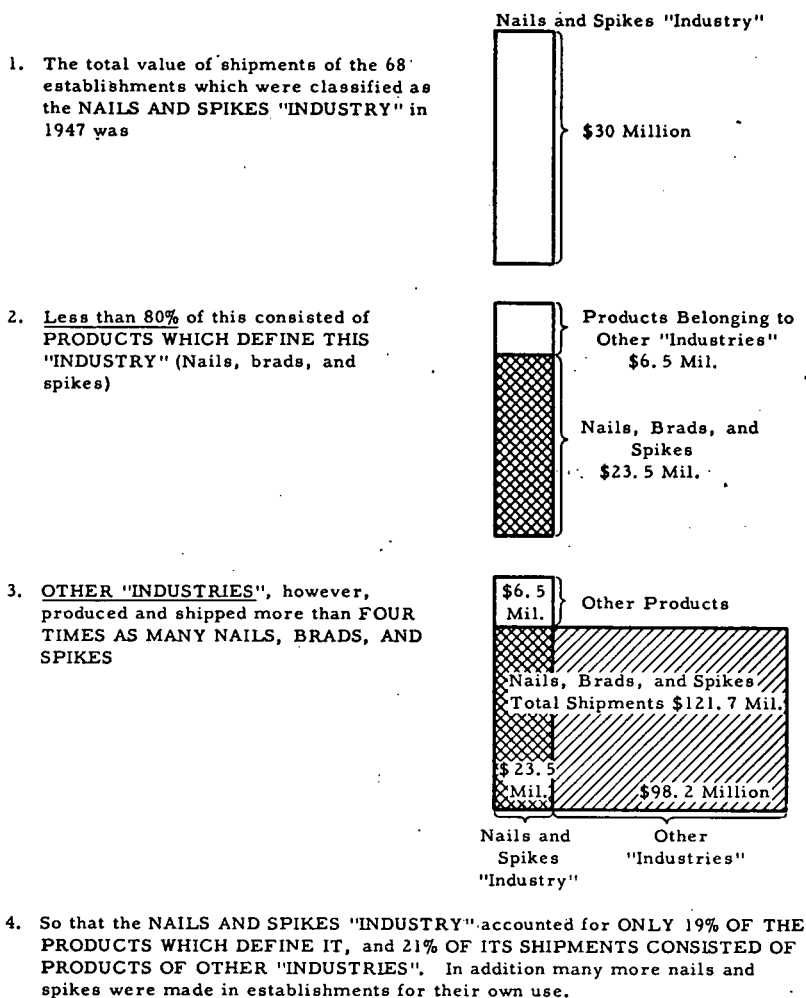 Nails and Spikes "Industry"
1. The total value of shipments of the 68
establishments which were classified as
the NAILS AND SPIKES "INDUSTRY" in
1947 was
$30 Million
2. Less than 80% of this consisted of
PRODUCTS WHICH DEFINE THIS
"INDUSTRY" (Nails, brads, and
spikes)
Products Belonging to
Other "Industries"
$6.5 Mil.
Nails, Brads, and
Spikes
$23.5 Mil.
3. OTHER "INDUSTRIES", however,
produced and shipped more than FOUR
TIMES AS MANY NAILS, BRADS, AND
SPIKES
$6.5
Mil.
Other Products
Nails, Brads, and Spikes
Total Shipments $121.7 Mil.
$23.5
Mil.
$98.2 Million
Nails and
Spikes
"Industry"
Other
"Industries"
4. So that the NAILS AND SPIKES "INDUSTRY" accounted for ONLY 19% OF THE
PRODUCTS WHICH DEFINE IT, and 21% OF ITS SHIPMENTS CONSISTED OF
PRODUCTS OF OTHER "INDUSTRIES". In addition many more nails and
spikes were made in establishments for their own use.